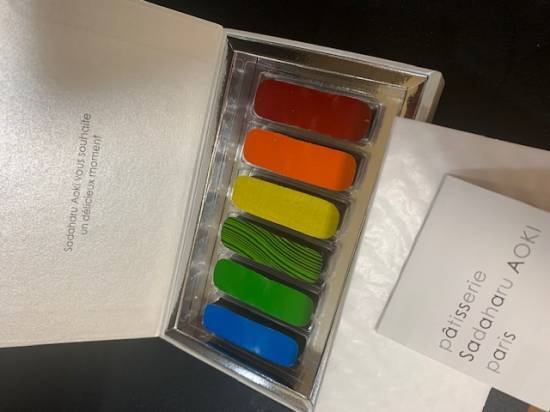 Sadaharu Aoki vous souhaite
un délicieux moment
pâtisserie
Sadaharu AOKI
paris